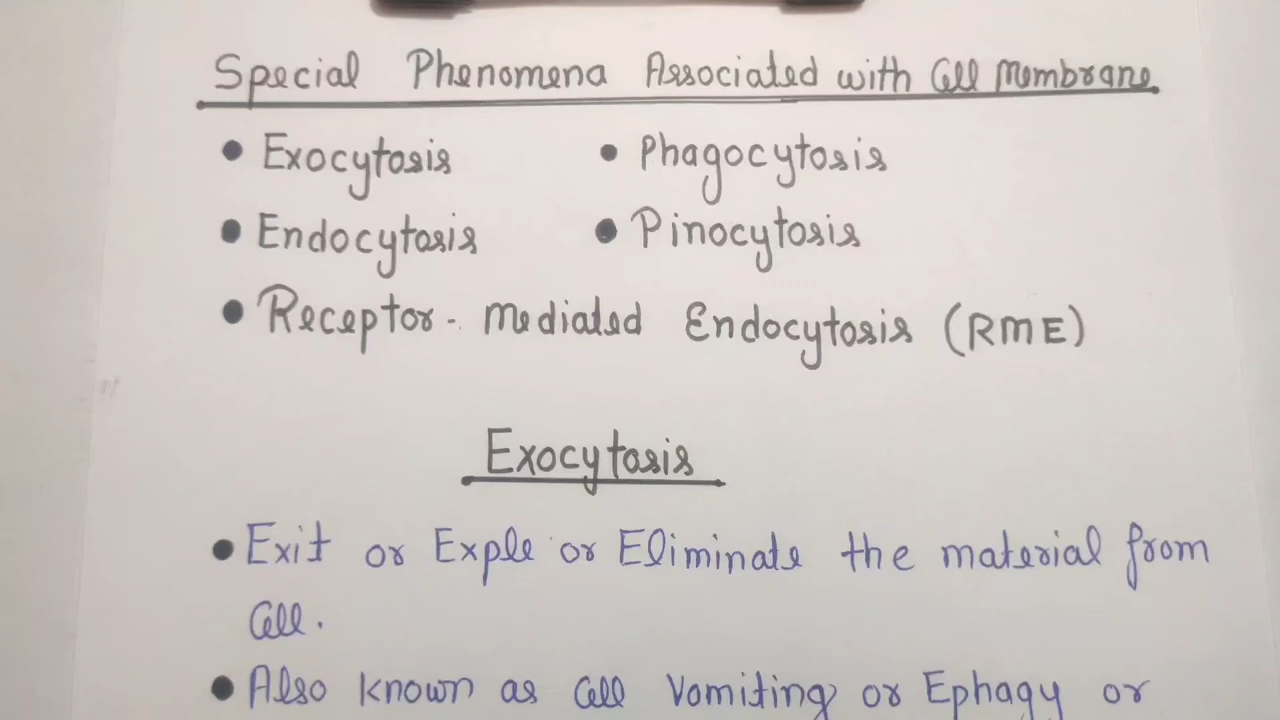 Special Phenomena Associated with Cell Membrane
• Exocytosis • Phagocytosis
• Endocytosis • Pinocytosis
• Receptor-mediated Endocytosis (RME)
Exocytosis
• Exit or Exple or Eliminate the material from
Cell.
• Also known as Cell Vomiting or Ephagy or